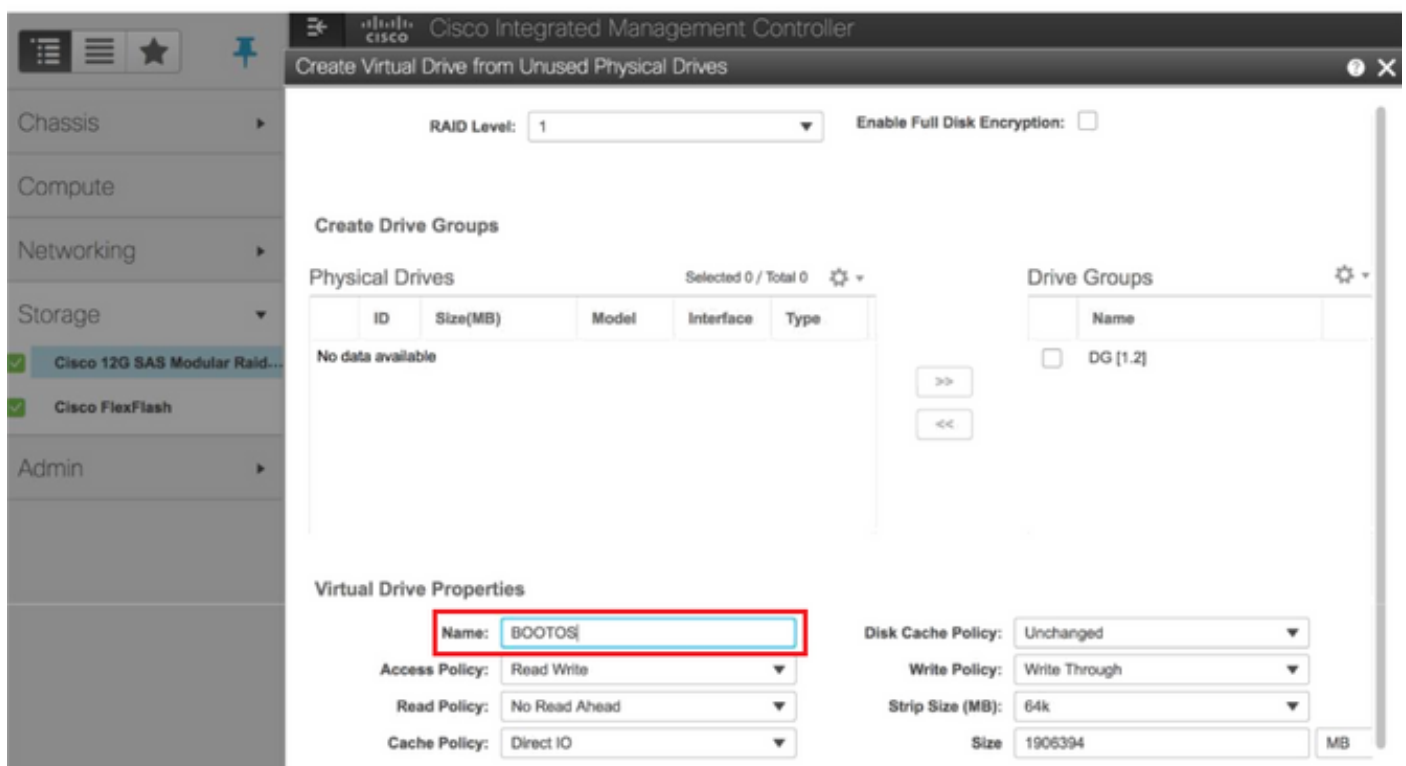 cisco Cisco Integrated Management Controller
Create Virtual Drive from Unused Physical Drives
Chassis
Compute
Networking
Storage
Cisco 12G SAS Modular Raid...
Cisco FlexFlash
Admin
RAID Level: 1
Enable Full Disk Encryption:
Create Drive Groups
Physical Drives Selected 0 / Total 0
ID Size(MB) Model Interface Type
No data available
>>
<<
Drive Groups
Name
DG [1.2]
Virtual Drive Properties
Name: BOOTOS
Disk Cache Policy: Unchanged
Access Policy: Read Write
Write Policy: Write Through
Read Policy: No Read Ahead
Strip Size (MB): 64k
Cache Policy: Direct IO
Size 1906394 MB